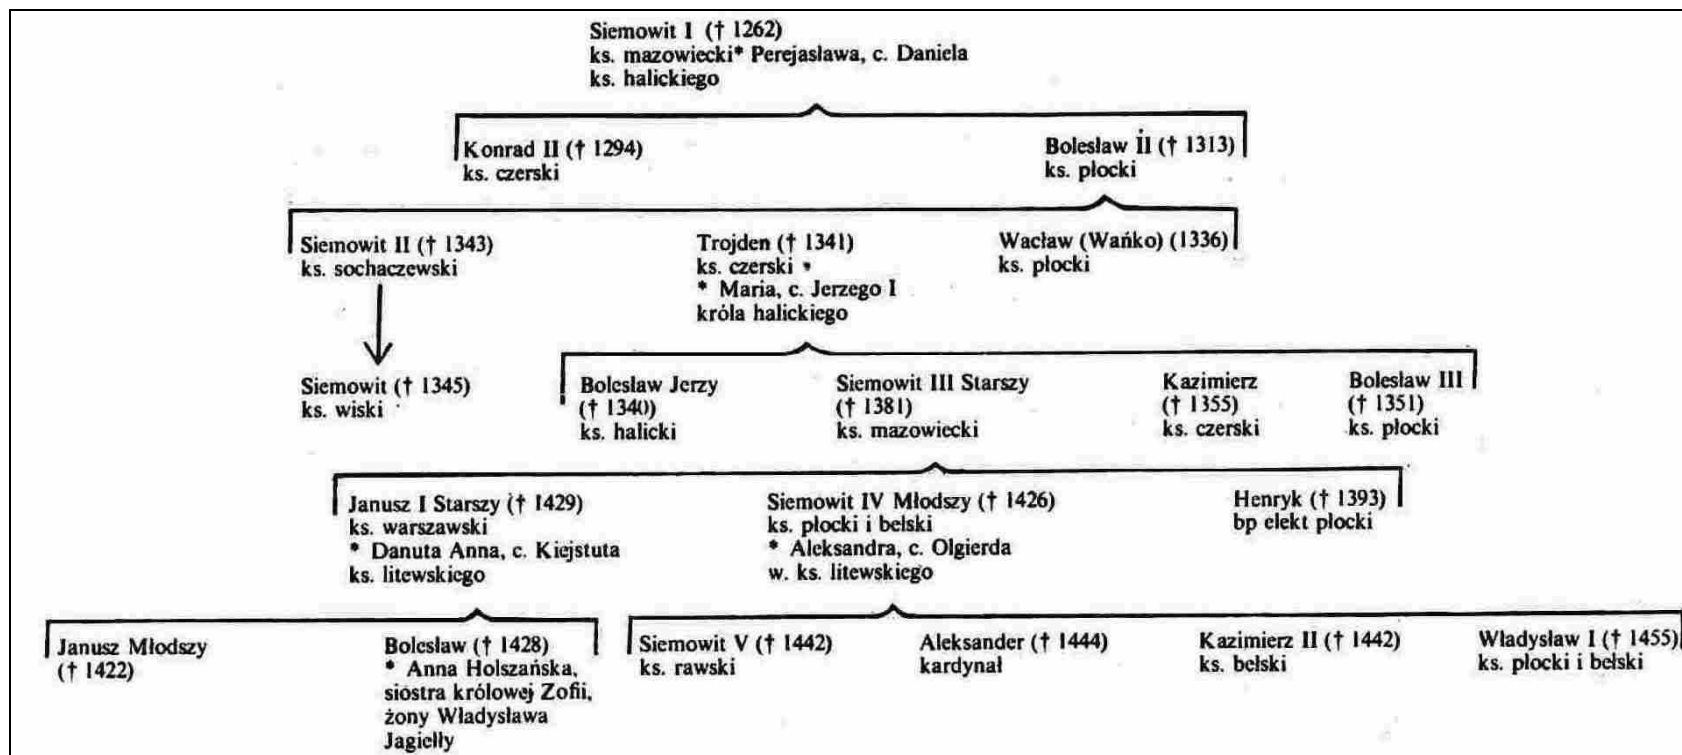 Siemowit I († 1262)
ks. mazowiecki* Perejasława, c. Daniela
ks. halickiego
Konrad II († 1294)
ks. czerski
Bolesław II († 1313)
ks. płocki
Siemowit II († 1343)
ks. sochaczewski
Trojden († 1341)
ks. czerski
* Maria, c. Jerzego I
króla halickiego
Wacław (Wańko) (1336)
ks. płocki
Siemowit († 1345)
ks. wiski
Bolesław Jerzy
(† 1340)
ks. halicki
Siemowit III Starszy
(† 1381)
ks. mazowiecki
Kazimierz
(† 1355)
ks. czerski
Bolesław III
(† 1351)
ks. płocki
Janusz I Starszy († 1429)
ks. warszawski
* Danuta Anna, c. Kiejstuta
ks. litewskiego
Siemowit IV Młodszy († 1426)
ks. płocki i bełski
* Aleksandra, c. Olgierda
w. ks. litewskiego
Henryk († 1393)
bp elekt płocki
Janusz Młodszy
(† 1422)
Bolesław († 1428)
* Anna Holszańska,
siostra królowej Zofii,
żony Władysława
Jagiełły
Siemowit V († 1442)
ks. rawski
Aleksander († 1444)
kardynał
Kazimierz II († 1442)
ks. bełski
Władysław I († 1455)
ks. płocki i bełski